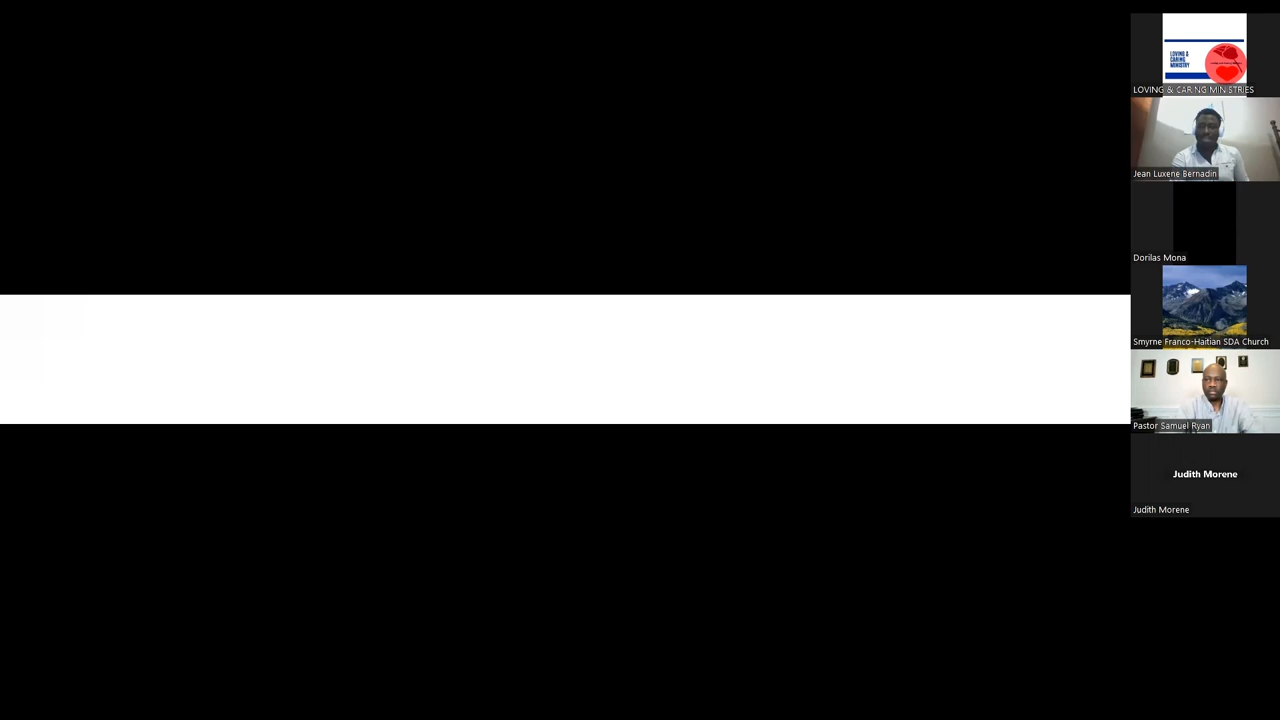 LOVING &
CARING
MINISTRY
LOVING & CARING MINISTRIES
Jean Luxene Bernadin
Dorilas Mona
Smyrne Franco-Haitian SDA Church
Pastor Samuel Ryan
Judith Morene
Judith Morene